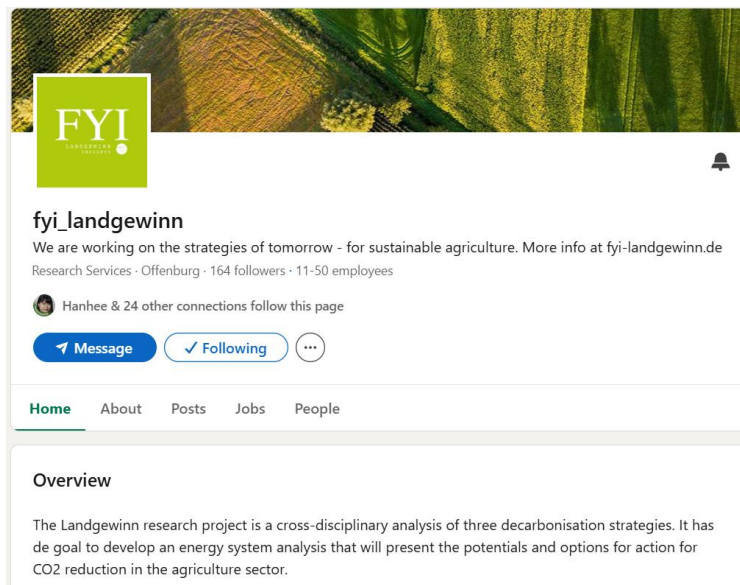 FYI
LANDGEWINN
fyi_landgewinn
We are working on the strategies of tomorrow - for sustainable agriculture. More info at fyi-landgewinn.de
Research Services · Offenburg · 164 followers · 11-50 employees
Hanhee & 24 other connections follow this page
Message
Following
Home About Posts Jobs People
Overview
The Landgewinn research project is a cross-disciplinary analysis of three decarbonisation strategies. It has
de goal to develop an energy system analysis that will present the potentials and options for action for
CO2 reduction in the agriculture sector.